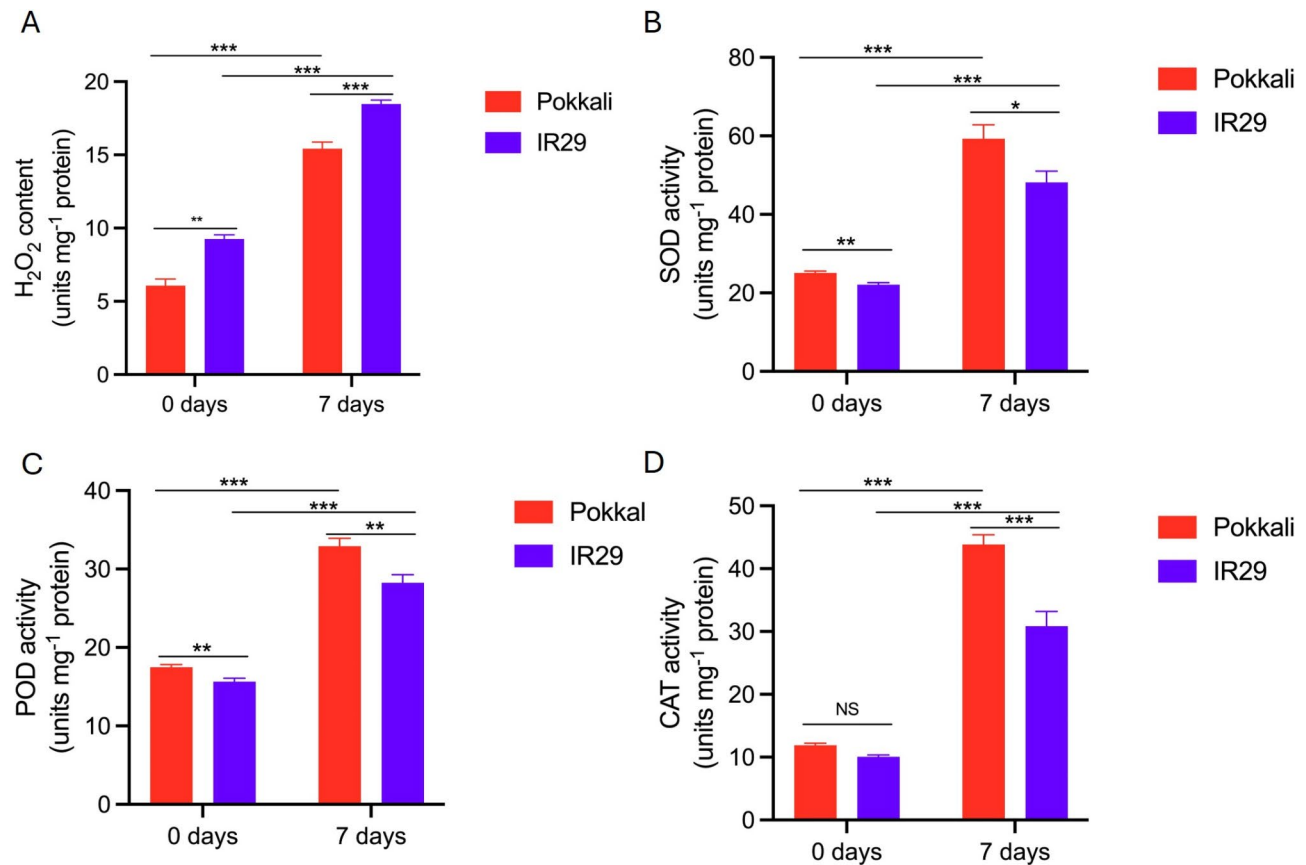 A
***
***
***
**
20
15
10
5
0
H₂O₂ content
(units mg⁻¹ protein)
0 days
7 days
Pokkali
IR29
B
***
***
*
**
80
60
40
20
0
SOD activity
(units mg⁻¹ protein)
0 days
7 days
Pokkali
IR29
C
***
***
**
**
40
30
20
10
0
POD activity
(units mg⁻¹ protein)
0 days
7 days
Pokkal
IR29
D
***
***
***
NS
50
40
30
20
10
0
CAT activity
(units mg⁻¹ protein)
0 days
7 days
Pokkali
IR29